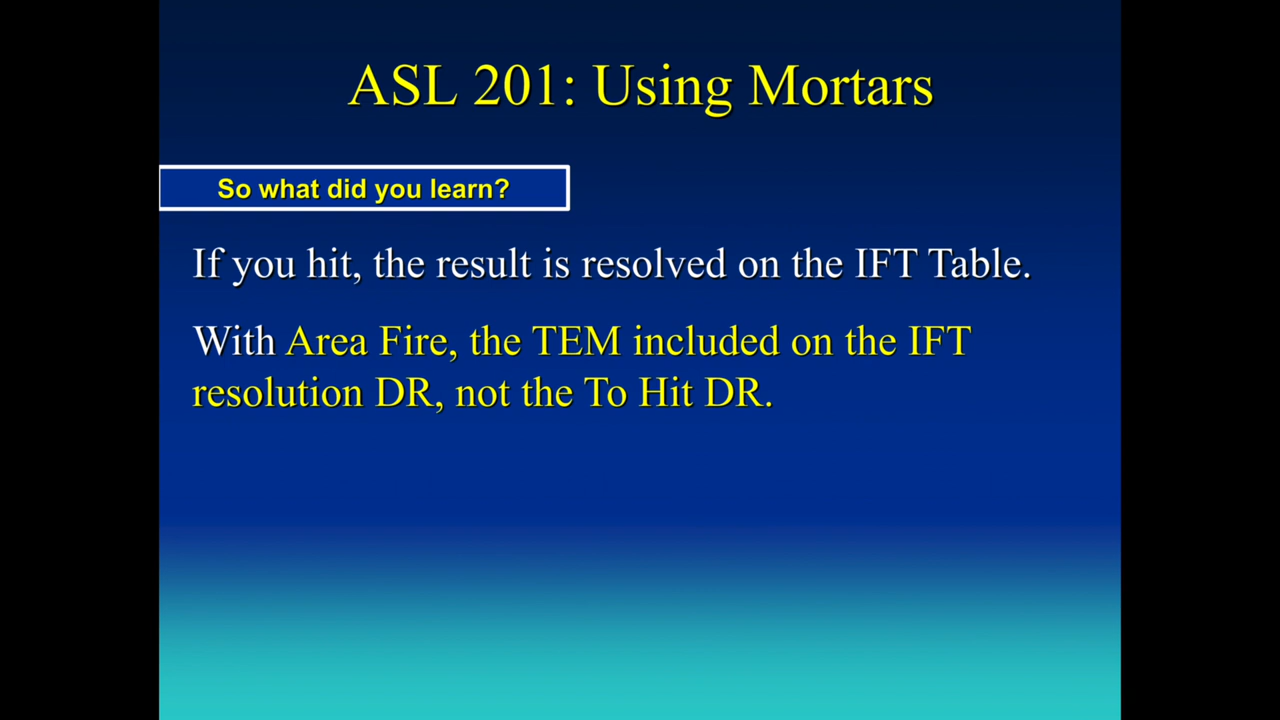 ASL 201: Using Mortars
So what did you learn?
If you hit, the result is resolved on the IFT Table.
With Area Fire, the TEM included on the IFT
resolution DR, not the To Hit DR.